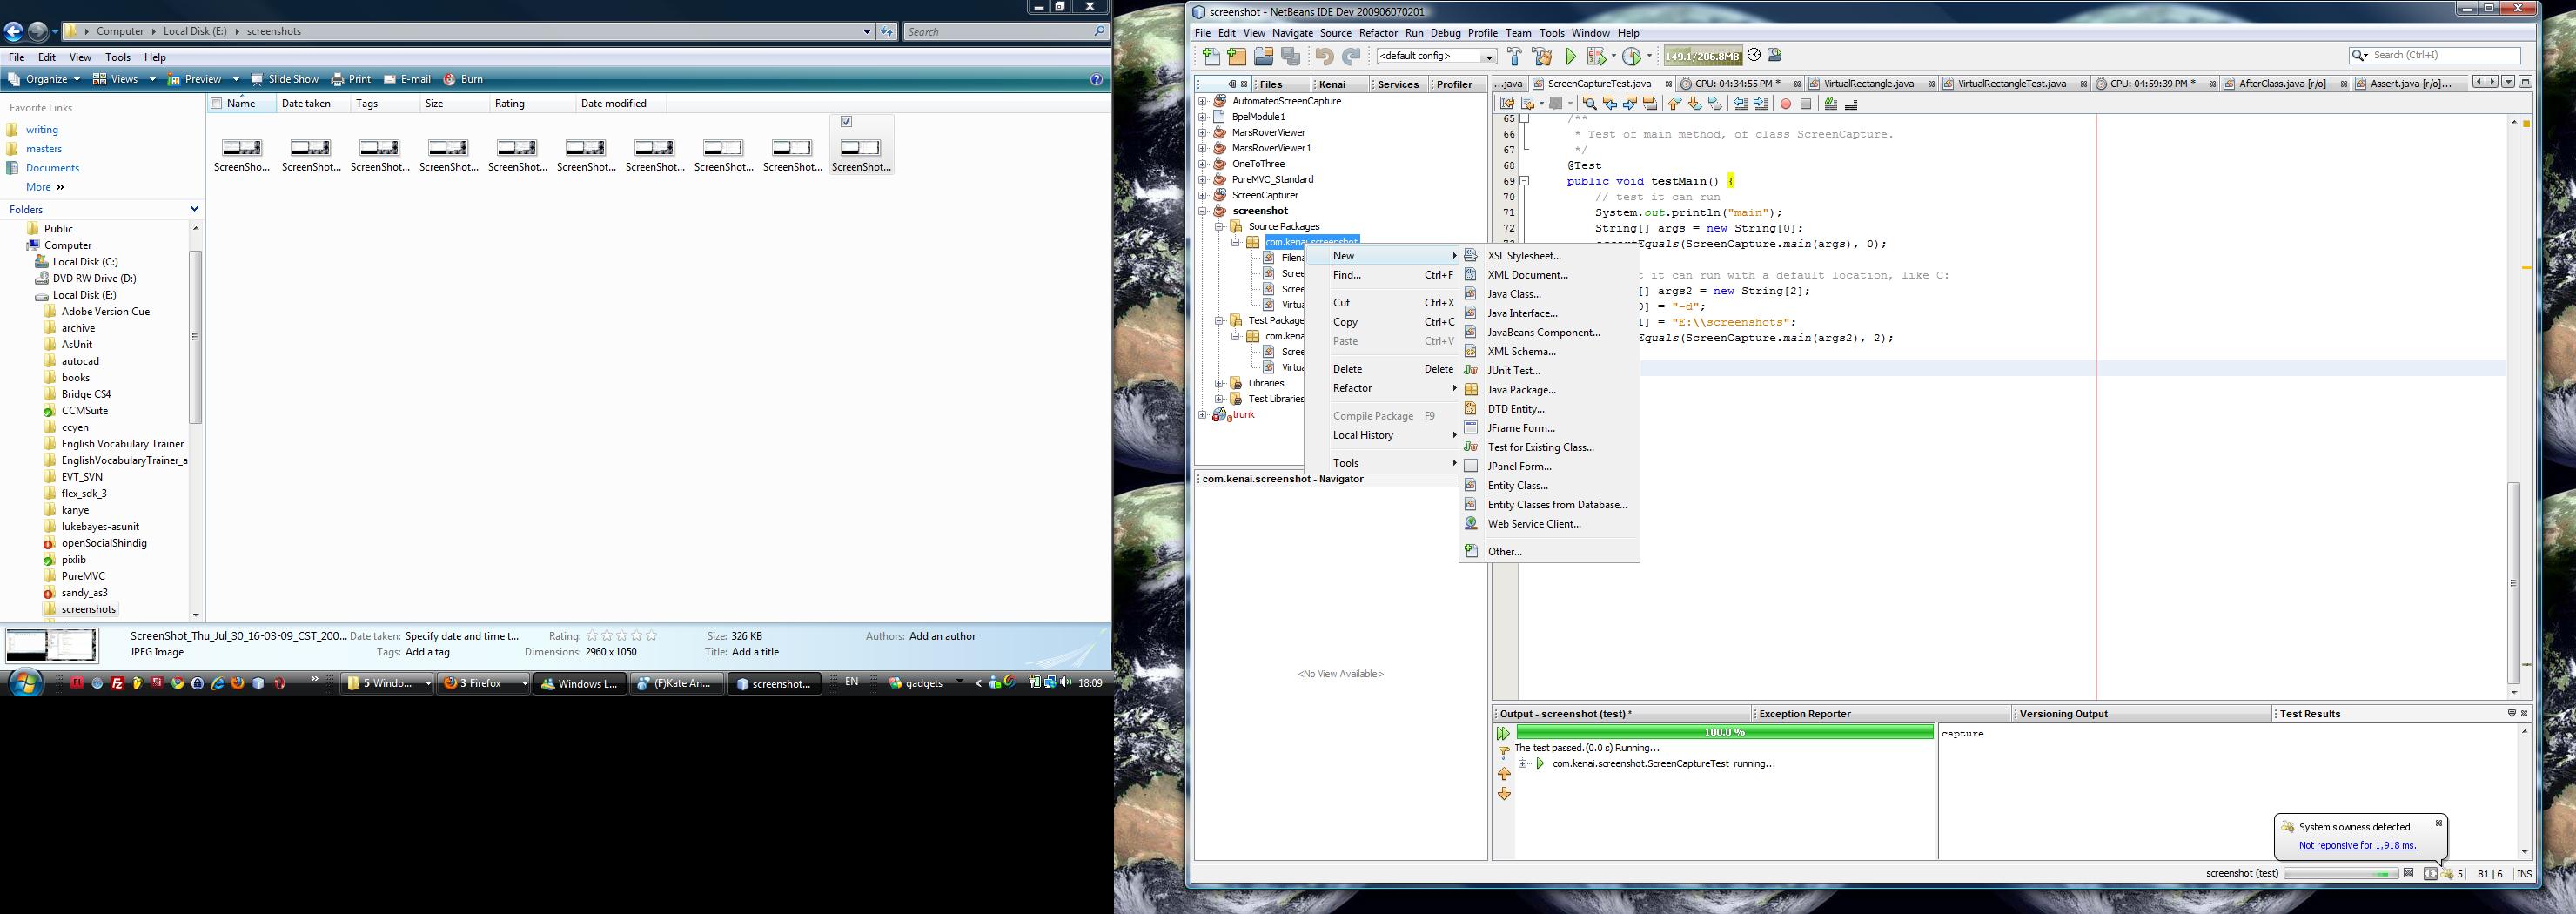 Computer ▸ Local Disk (E:) ▸ screenshots
Search
File Edit View Tools Help
Organize Views Preview Slide Show Print E-mail Burn
Favorite Links
writing
masters
Documents
More »
Folders
Public
Computer
Local Disk (C:)
DVD RW Drive (D:)
Local Disk (E:)
Adobe Version Cue
archive
AsUnit
autocad
books
Bridge CS4
CCMSuite
ccyen
English Vocabulary Trainer
EnglishVocabularyTrainer_a
EVT_SVN
flex_sdk_3
kanye
lukebayes-asunit
openSocialShindig
pixlib
PureMVC
sandy_as3
screenshots
Name Date taken Tags Size Rating Date modified
ScreenSho... ScreenShot... ScreenShot... ScreenShot... ScreenShot... ScreenShot... ScreenShot... ScreenShot... ScreenShot... ScreenShot...
ScreenShot_Thu_Jul_30_16-03-09_CST_200... Date taken: Specify date and time t... Rating: Size: 326 KB Authors: Add an author
JPEG Image Tags: Add a tag Dimensions: 2960 x 1050 Title: Add a title
5 Windo... 3 Firefox Windows L... (F)Kate An... screenshot... EN gadgets 18:09
screenshot - NetBeans IDE Dev 200906070201
File Edit View Navigate Source Refactor Run Debug Profile Team Tools Window Help
<default config> 149.1/206.8MB Search (Ctrl+I)
Files Kenai Services Profiler
AutomatedScreenCapture
BpelModule1
MarsRoverViewer
MarsRoverViewer1
OneToThree
PureMVC_Standard
ScreenCapturer
screenshot
Source Packages
com.kenai.screenshot
Filena
Scree
Scree
Virtua
Test Package
com.kena
Scree
Virtua
Libraries
Test Libraries
trunk
New
Find... Ctrl+F
Cut Ctrl+X
Copy Ctrl+C
Paste Ctrl+V
Delete Delete
Refactor
Compile Package F9
Local History
Tools
XSL Stylesheet...
XML Document...
Java Class...
Java Interface...
JavaBeans Component...
XML Schema...
JUnit Test...
Java Package...
DTD Entity...
JFrame Form...
Test for Existing Class...
JPanel Form...
Entity Class...
Entity Classes from Database...
Web Service Client...
Other...
com.kenai.screenshot - Navigator
<No View Available>
...java ScreenCaptureTest.java CPU: 04:34:55 PM * VirtualRectangle.java VirtualRectangleTest.java CPU: 04:59:39 PM * AfterClass.java [r/o] Assert.java [r/o]...
65 /**
66 * Test of main method, of class ScreenCapture.
67 */
68 @Test
69 public void testMain() {
70 // test it can run
71 System.out.println("main");
72 String[] args = new String[0];
assertEquals(ScreenCapture.main(args), 0);
it can run with a default location, like C:
[] args2 = new String[2];
0] = "-d";
1] = "E:\\screenshots";
Equals(ScreenCapture.main(args2), 2);
Output - screenshot (test) * Exception Reporter Versioning Output Test Results
100.0 %
The test passed.(0.0 s) Running...
com.kenai.screenshot.ScreenCaptureTest running...
capture
System slowness detected
Not reponsive for 1,918 ms.
screenshot (test) 5 81 | 6 INS